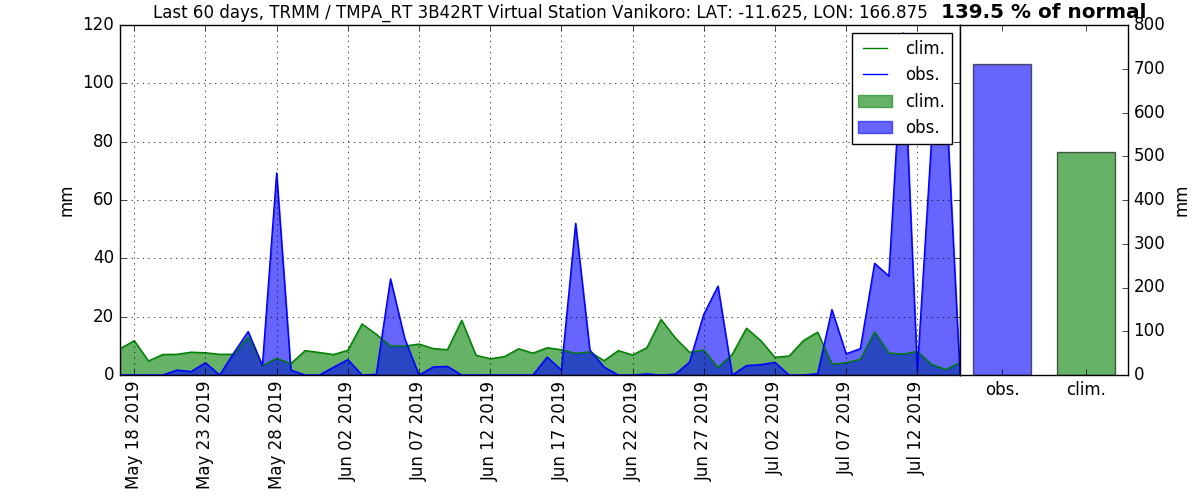 Last 60 days, TRMM / TMPA_RT 3B42RT Virtual Station Vanikoro: LAT: -11.625, LON: 166.875 139.5 % of normal
120
100
80
60
40
20
0
mm
clim.
obs.
clim.
obs.
800
700
600
500
400
300
200
100
0
mm
May 18 2019
May 23 2019
May 28 2019
Jun 02 2019
Jun 07 2019
Jun 12 2019
Jun 17 2019
Jun 22 2019
Jun 27 2019
Jul 02 2019
Jul 07 2019
Jul 12 2019
obs.
clim.